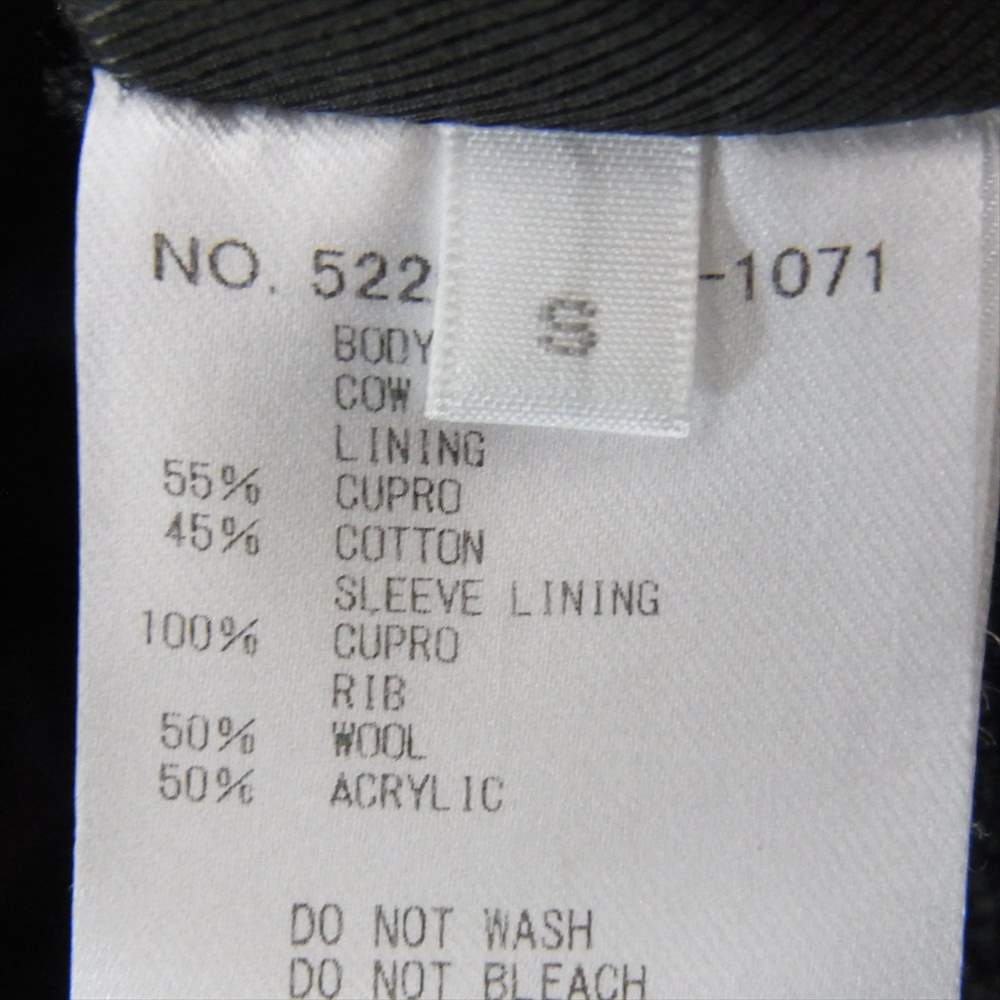 NO. 522 -1071
S
BODY
COW
LINING
55% CUPRO
45% COTTON
SLEEVE LINING
100% CUPRO
RIB
50% WOOL
50% ACRYLIC
DO NOT WASH
DO NOT BLEACH